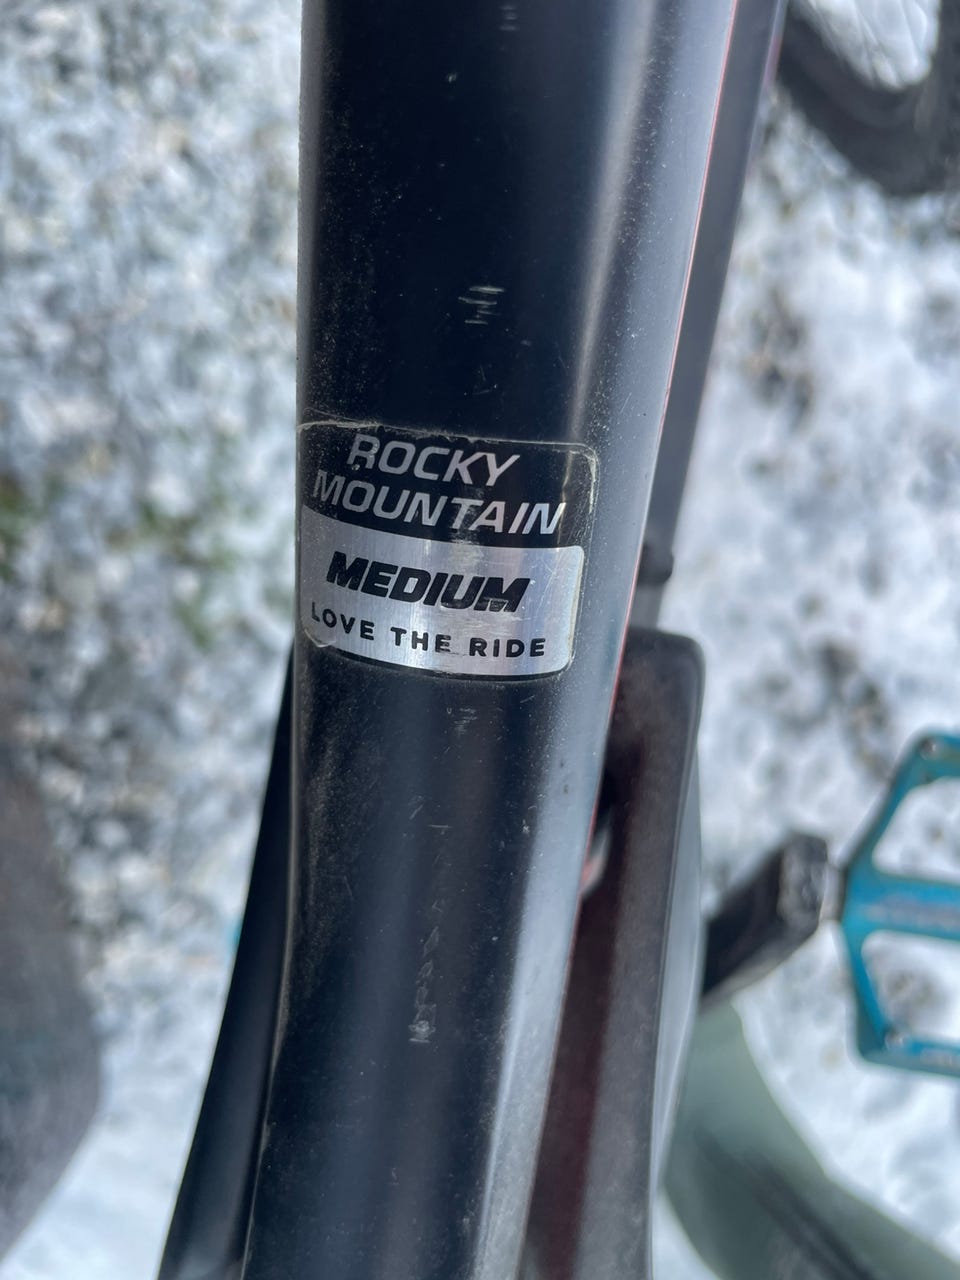 ROCKY
MOUNTAIN
MEDIUM
LOVE THE RIDE